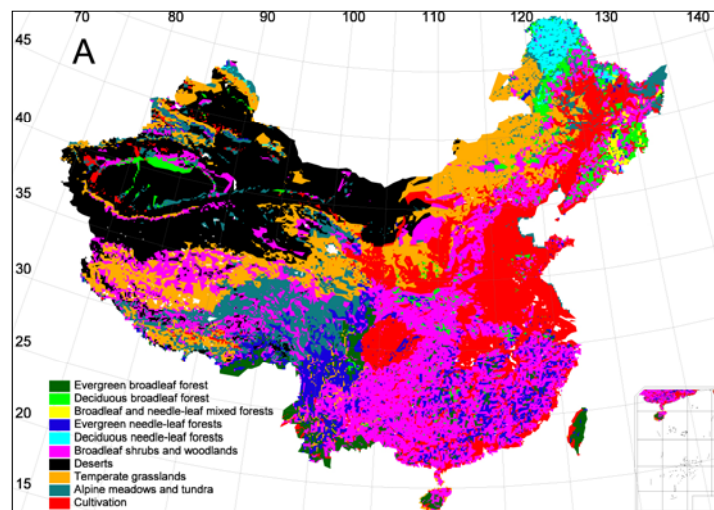 70 80 90 100 110 120 130 140
A
45
40
35
30
25
20
15
Evergreen broadleaf forest
Deciduous broadleaf forest
Broadleaf and needle-leaf mixed forests
Evergreen needle-leaf forests
Deciduous needle-leaf forests
Broadleaf shrubs and woodlands
Deserts
Temperate grasslands
Alpine meadows and tundra
Cultivation